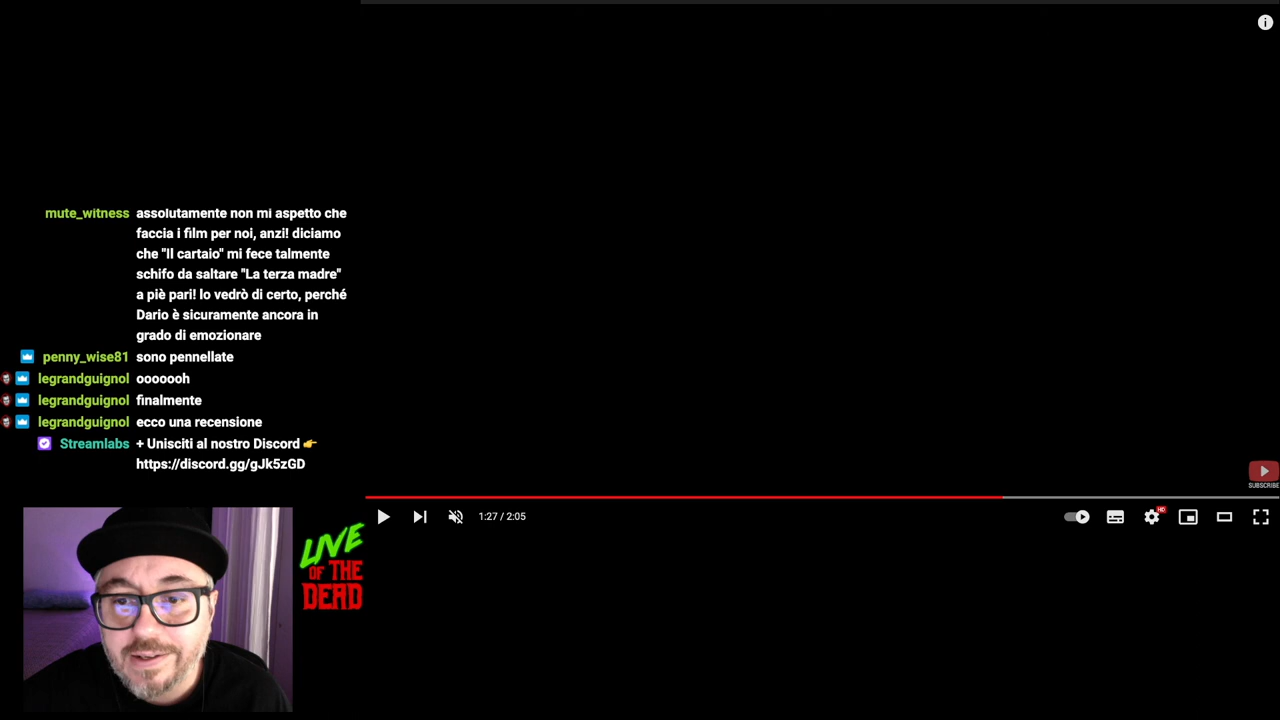 mute_witness assolutamente non mi aspetto che
faccia i film per noi, anzi! diciamo
che "Il cartaio" mi fece talmente
schifo da saltare "La terza madre"
a piè pari! lo vedrò di certo, perché
Dario è sicuramente ancora in
grado di emozionare
penny_wise81 sono pennellate
legrandguignol ooooooh
legrandguignol finalmente
legrandguignol ecco una recensione
Streamlabs + Unisciti al nostro Discord 👉
https://discord.gg/gJk5zGD
SUBSCRIBE
HD
1:27 / 2:05
LIVE
OF THE
DEAD